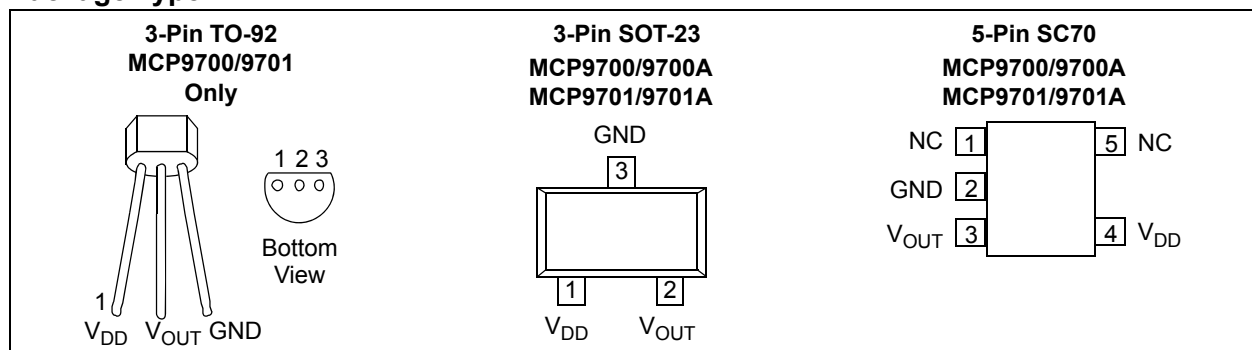 3-Pin TO-92
MCP9700/9701
Only
1 2 3
Bottom
View
1
VDD VOUT GND
3-Pin SOT-23
MCP9700/9700A
MCP9701/9701A
GND
3
1 2
VDD VOUT
5-Pin SC70
MCP9700/9700A
MCP9701/9701A
NC 1 5 NC
GND 2
VOUT 3 4 VDD